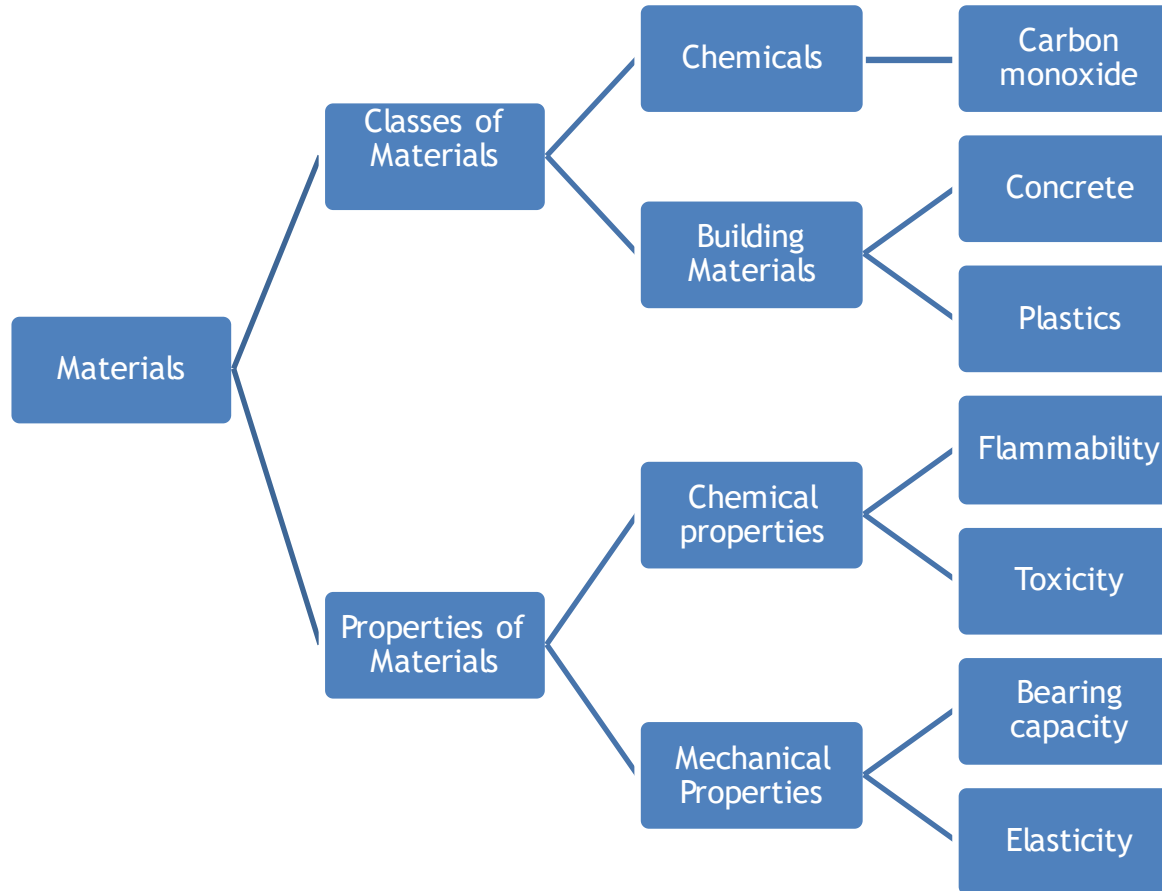 Chemicals
Carbon
monoxide
Classes of
Materials
Concrete
Building
Materials
Plastics
Materials
Flammability
Chemical
properties
Toxicity
Properties of
Materials
Bearing
capacity
Mechanical
Properties
Elasticity